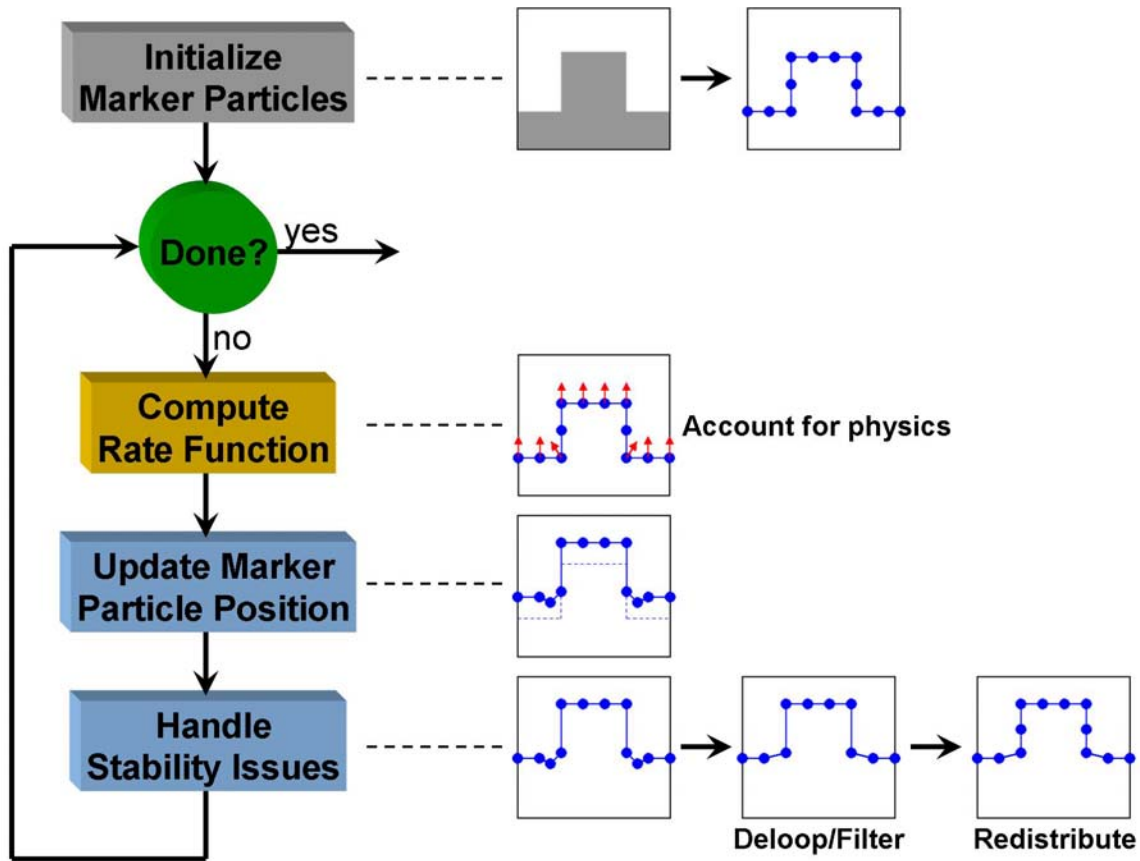 Initialize
Marker Particles
Done?
yes
no
Compute
Rate Function
Account for physics
Update Marker
Particle Position
Handle
Stability Issues
Deloop/Filter
Redistribute